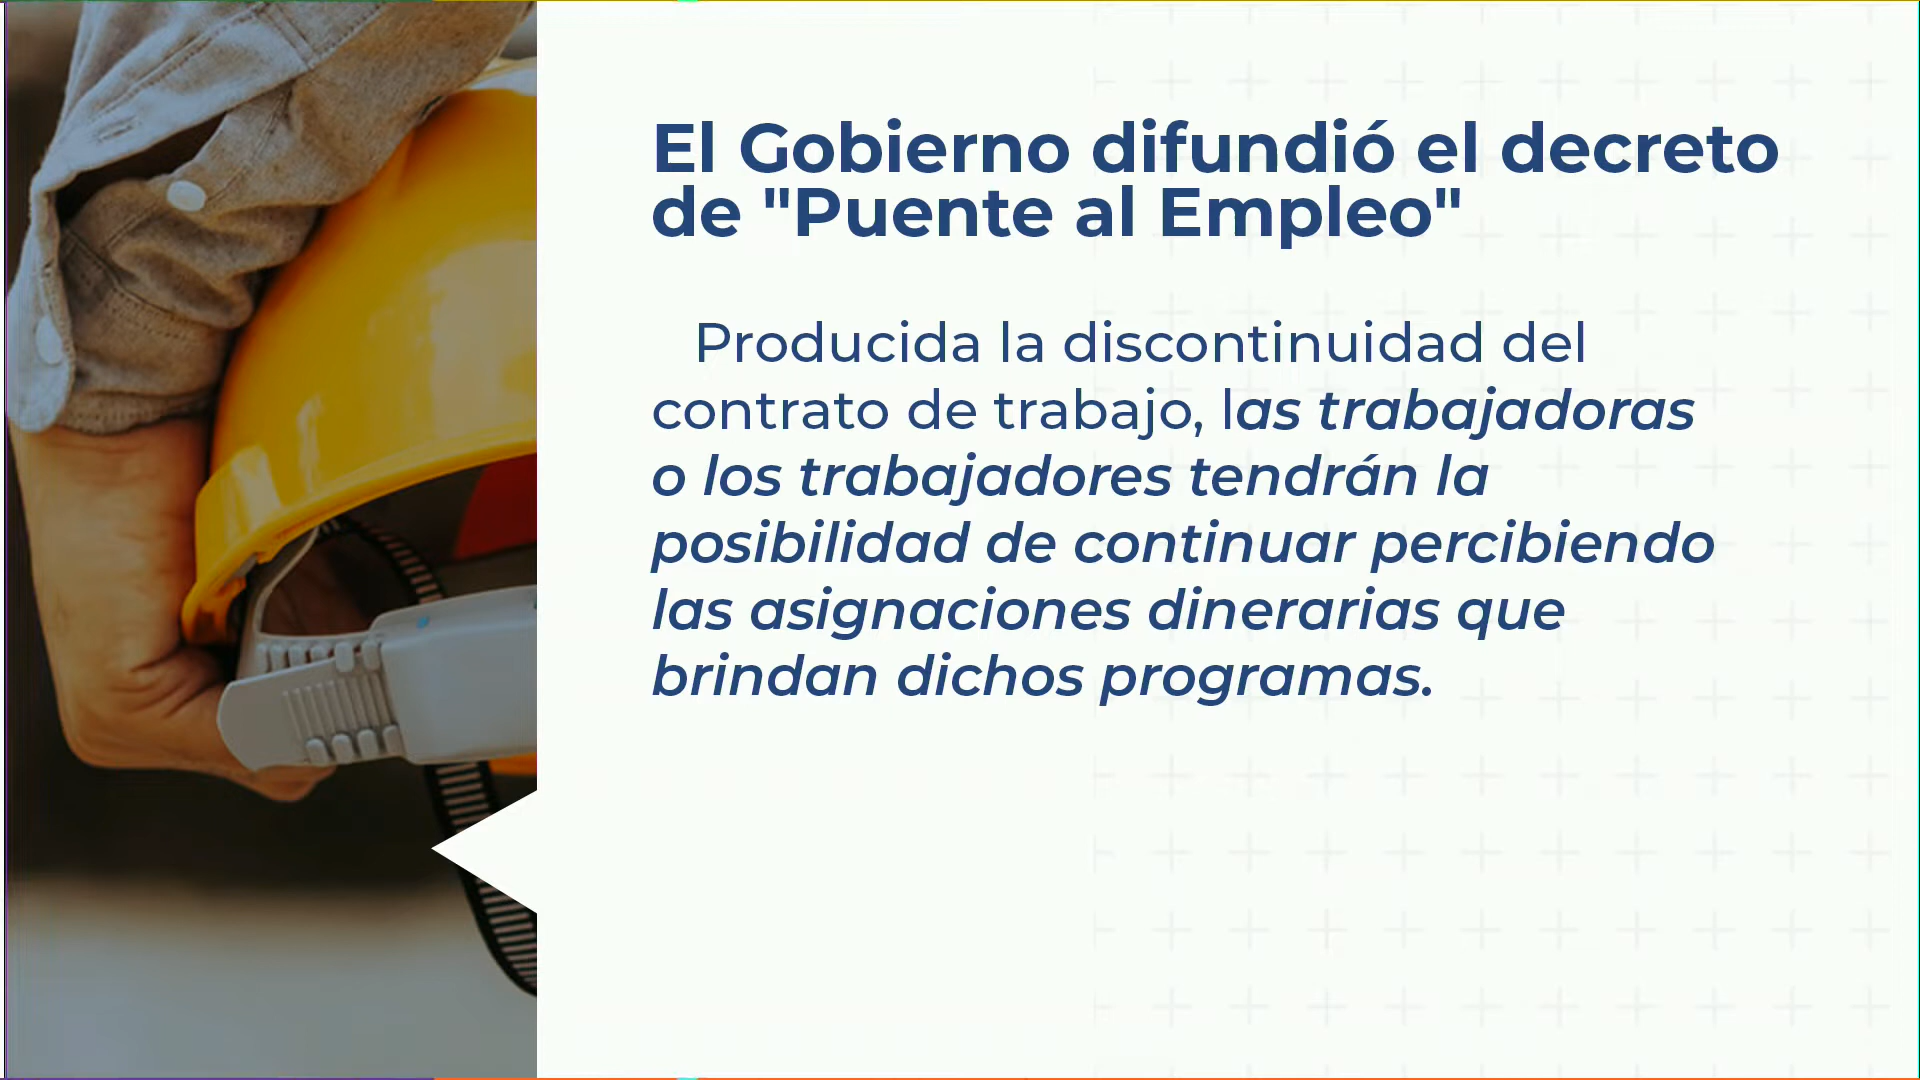 El Gobierno difundió el decreto
de "Puente al Empleo"
Producida la discontinuidad del
contrato de trabajo, las trabajadoras
o los trabajadores tendrán la
posibilidad de continuar percibiendo
las asignaciones dinerarias que
brindan dichos programas.